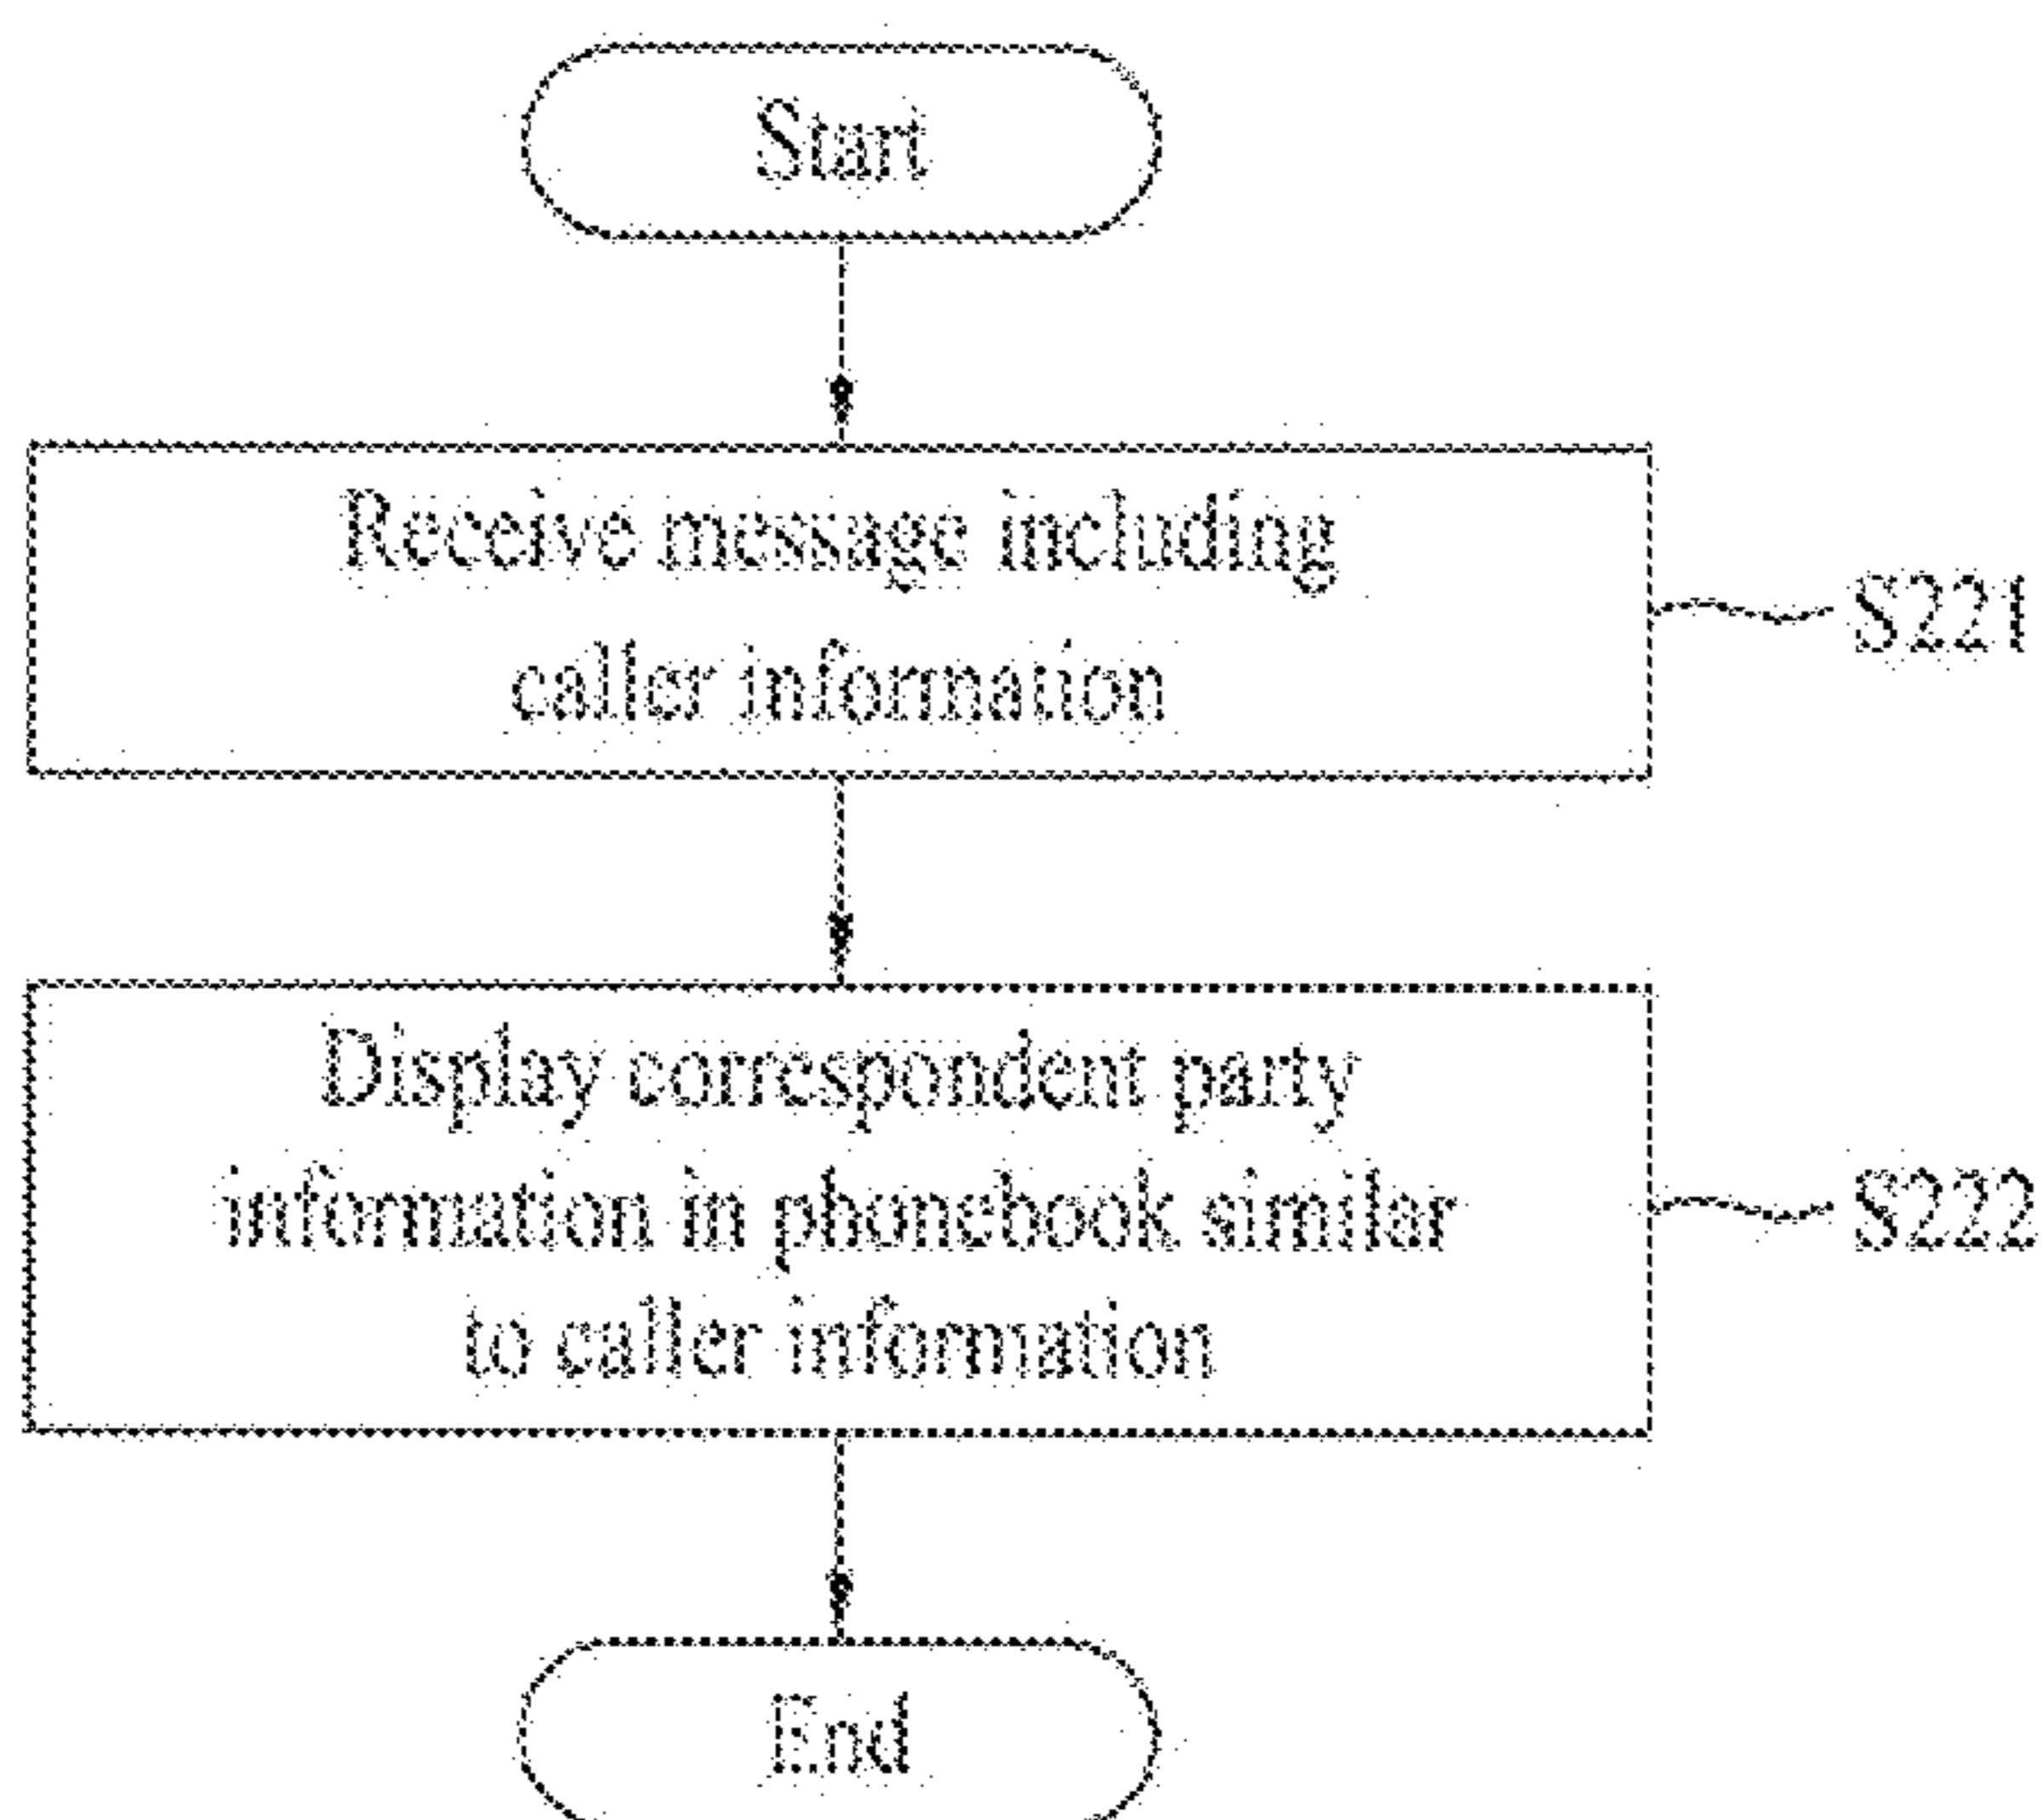 Start
Receive message including
caller information
S221
Display correspondent party
information in phonebook similar
to caller information
S222
End